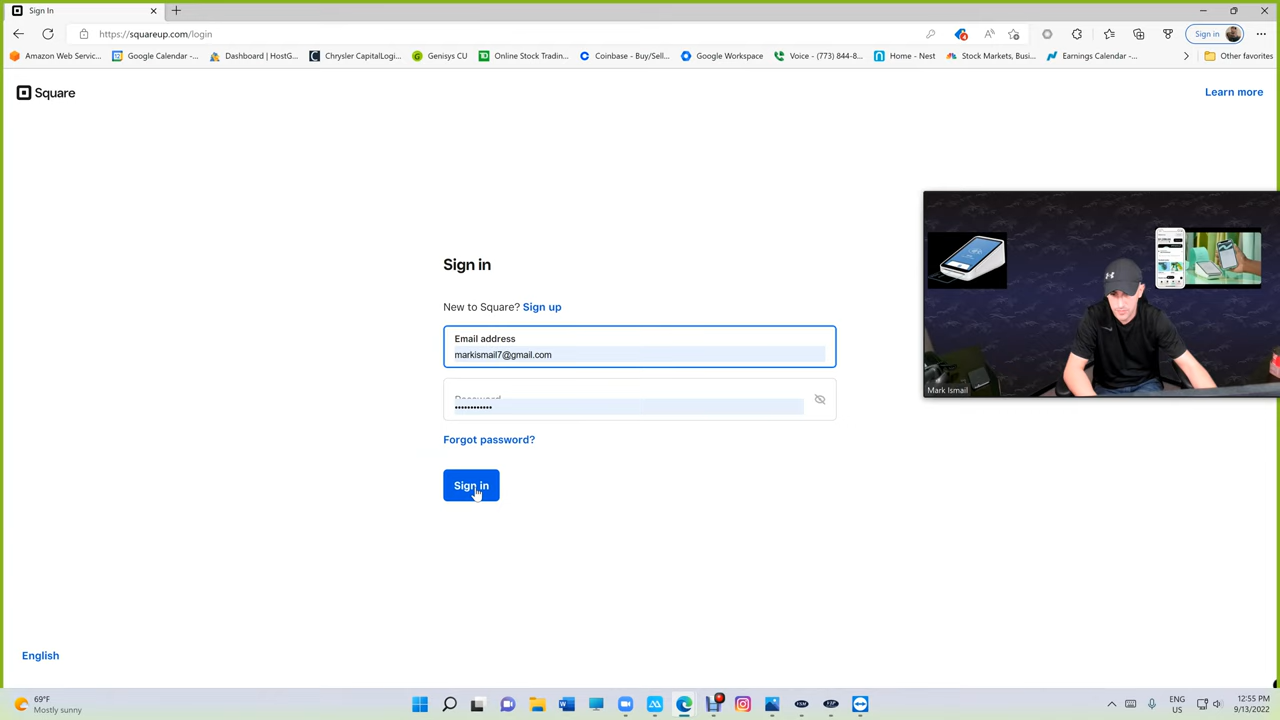 Sign In
https://squareup.com/login
Sign in
Amazon Web Servic...
Google Calendar -...
Dashboard | HostG...
Chrysler CapitalLogi...
Genisys CU
Online Stock Tradin...
Coinbase - Buy/Sell...
Google Workspace
Voice - (773) 844-8...
Home - Nest
Stock Markets, Busi...
Earnings Calendar -...
Other favorites
Square
Learn more
Sign in
New to Square? Sign up
Email address
markismail7@gmail.com
Password
Forgot password?
Sign in
Mark Ismail
English
69°F
Mostly sunny
ENG
US
12:55 PM
9/13/2022